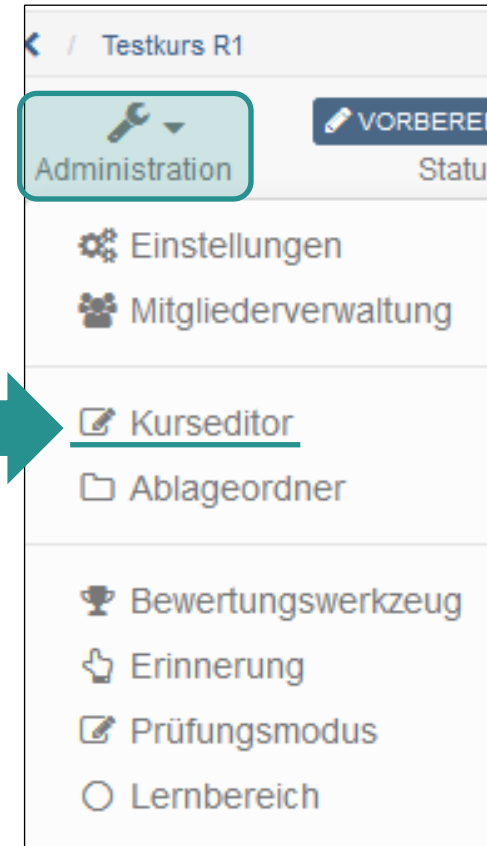 / Testkurs R1
VORBEREI
Administration Statu
Einstellungen
Mitgliederverwaltung
Kurseditor
Ablageordner
Bewertungswerkzeug
Erinnerung
Prüfungsmodus
Lernbereich